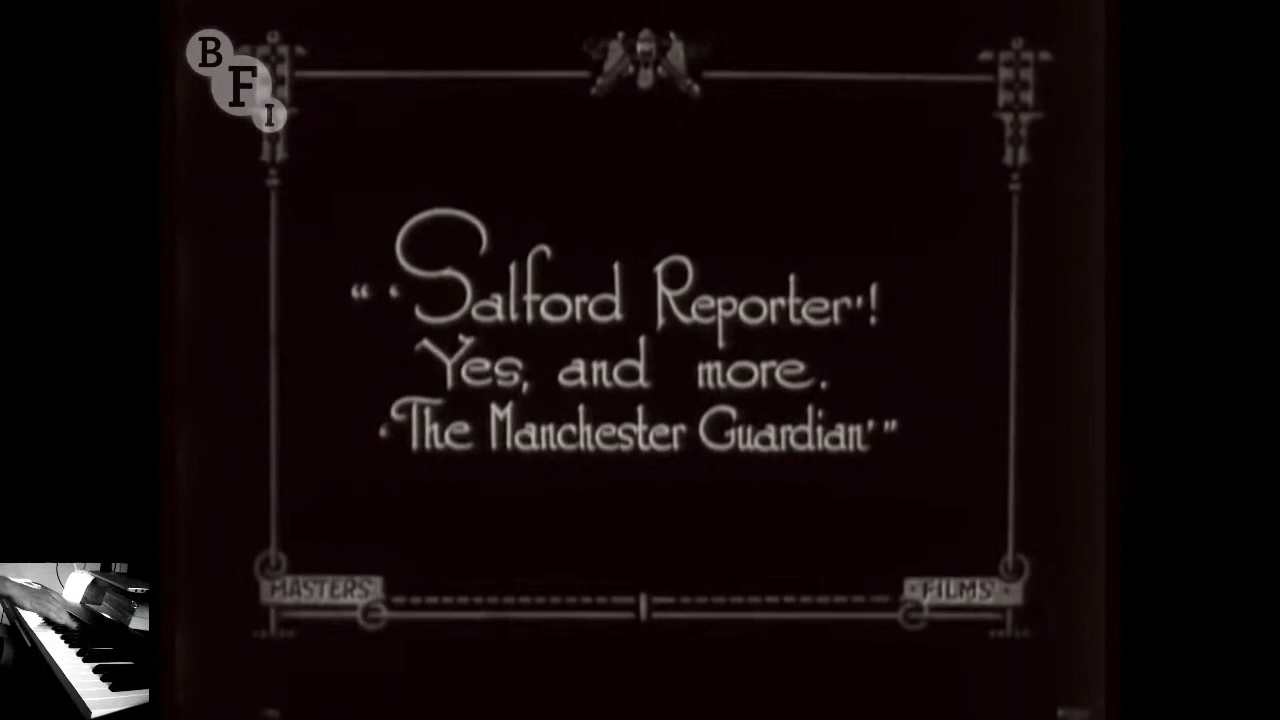 BFI
“ ‘Salford Reporter’!
Yes, and more.
‘The Manchester Guardian’ ”
MASTERS FILMS